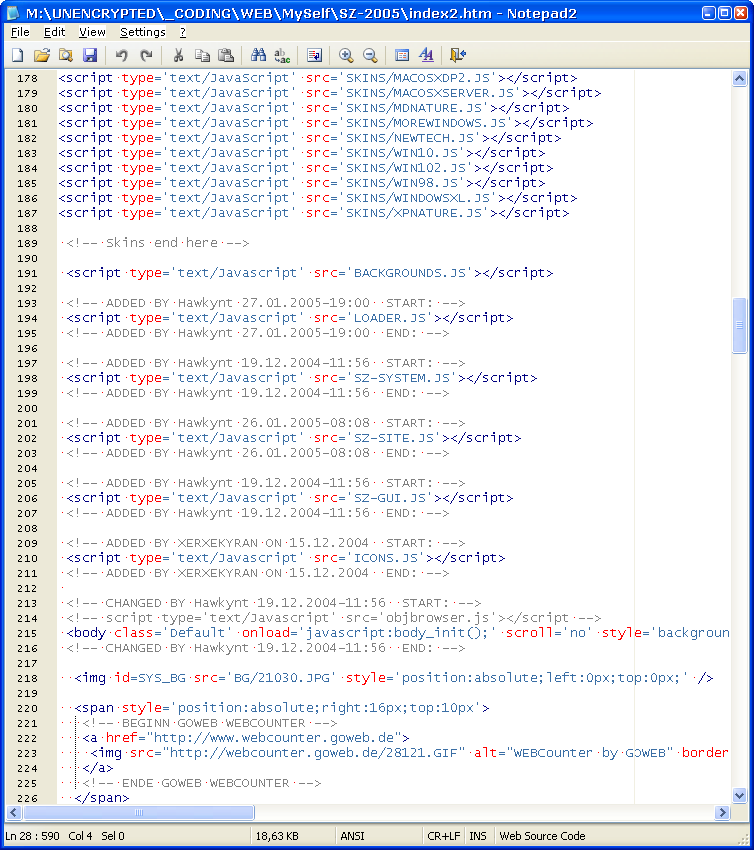 M:\UNENCRYPTED\_CODING\WEB\MySelf\SZ-2005\index2.htm - Notepad2
File Edit View Settings ?
178 <script type='text/JavaScript' src='SKINS/MACOSXDP2.JS'></script>
179 <script type='text/JavaScript' src='SKINS/MACOSXSERVER.JS'></script>
180 <script type='text/JavaScript' src='SKINS/MDNATURE.JS'></script>
181 <script type='text/JavaScript' src='SKINS/MOREWINDOWS.JS'></script>
182 <script type='text/JavaScript' src='SKINS/NEWTECH.JS'></script>
183 <script type='text/JavaScript' src='SKINS/WIN10.JS'></script>
184 <script type='text/JavaScript' src='SKINS/WIN102.JS'></script>
185 <script type='text/JavaScript' src='SKINS/WIN98.JS'></script>
186 <script type='text/JavaScript' src='SKINS/WINDOWSXL.JS'></script>
187 <script type='text/JavaScript' src='SKINS/XPNATURE.JS'></script>
188
189 <!-- Skins end here -->
190
191 <script type='text/Javascript' src='BACKGROUNDS.JS'></script>
192
193 <!-- ADDED BY Hawkynt 27.01.2005-19:00 START: -->
194 <script type='text/Javascript' src='LOADER.JS'></script>
195 <!-- ADDED BY Hawkynt 27.01.2005-19:00 END: -->
196
197 <!-- ADDED BY Hawkynt 19.12.2004-11:56 START: -->
198 <script type='text/Javascript' src='SZ-SYSTEM.JS'></script>
199 <!-- ADDED BY Hawkynt 19.12.2004-11:56 END: -->
200
201 <!-- ADDED BY Hawkynt 26.01.2005-08:08 START: -->
202 <script type='text/Javascript' src='SZ-SITE.JS'></script>
203 <!-- ADDED BY Hawkynt 26.01.2005-08:08 END: -->
204
205 <!-- ADDED BY Hawkynt 19.12.2004-11:56 START: -->
206 <script type='text/Javascript' src='SZ-GUI.JS'></script>
207 <!-- ADDED BY Hawkynt 19.12.2004-11:56 END: -->
208
209 <!-- ADDED BY XERXEKYRAN ON 15.12.2004 START: -->
210 <script type='text/Javascript' src='ICONS.JS'></script>
211 <!-- ADDED BY XERXEKYRAN ON 15.12.2004 END: -->
212
213 <!-- CHANGED BY Hawkynt 19.12.2004-11:56 START: -->
214 <!-- script type='text/Javascript' src='objbrowser.js'></script -->
215 <body class='Default' onload='javascript:body_init();' scroll='no' style='backgroun
216 <!-- CHANGED BY Hawkynt 19.12.2004-11:56 END: -->
217
218 <img id=SYS_BG src='BG/21030.JPG' style='position:absolute;left:0px;top:0px;' />
219
220 <span style='position:absolute;right:16px;top:10px'>
221 <!-- BEGINN GOWEB WEBCOUNTER -->
222 <a href="http://www.webcounter.goweb.de">
223 <img src="http://webcounter.goweb.de/28121.GIF" alt="WEBCounter by GOWEB" border
224 </a>
225 <!-- ENDE GOWEB WEBCOUNTER -->
226 </span>
Ln 28 : 590 Col 4 Sel 0 18,63 KB ANSI CR+LF INS Web Source Code